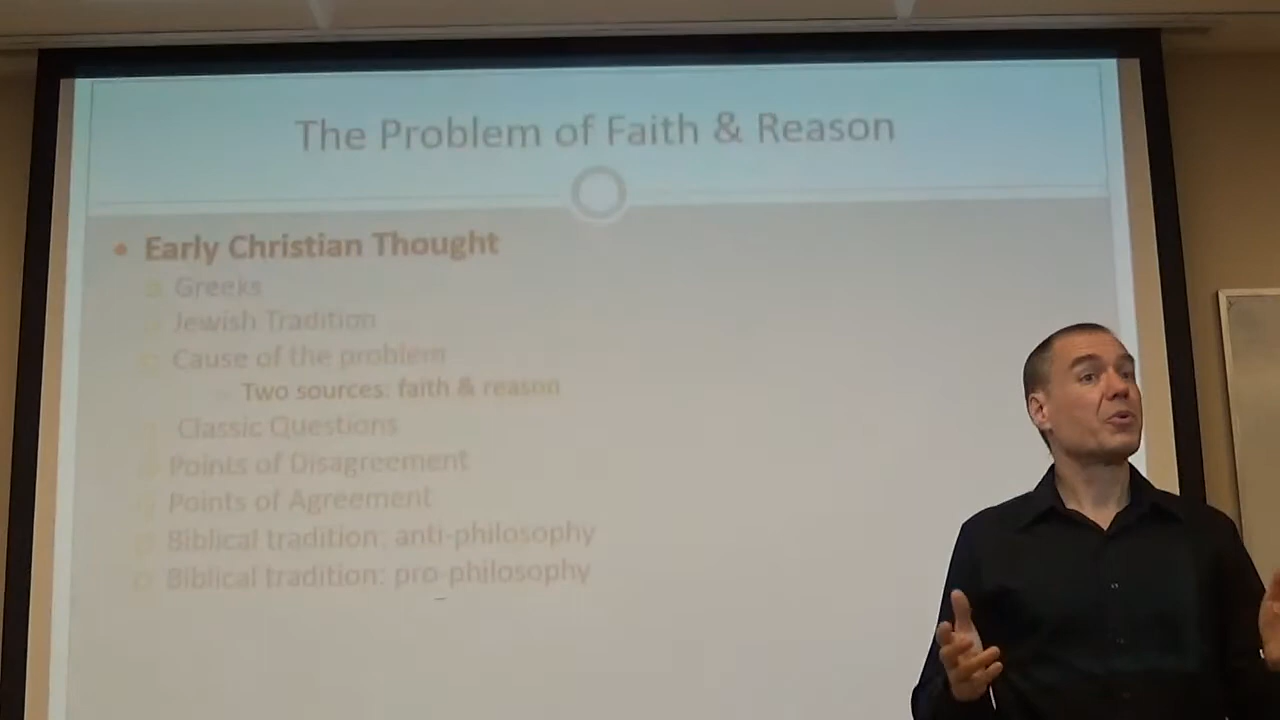 The Problem of Faith & Reason
Early Christian Thought
Greeks
Jewish Tradition
Cause of the problem
Two sources: faith & reason
Classic Questions
Points of Disagreement
Points of Agreement
Biblical tradition: anti-philosophy
Biblical tradition: pro-philosophy